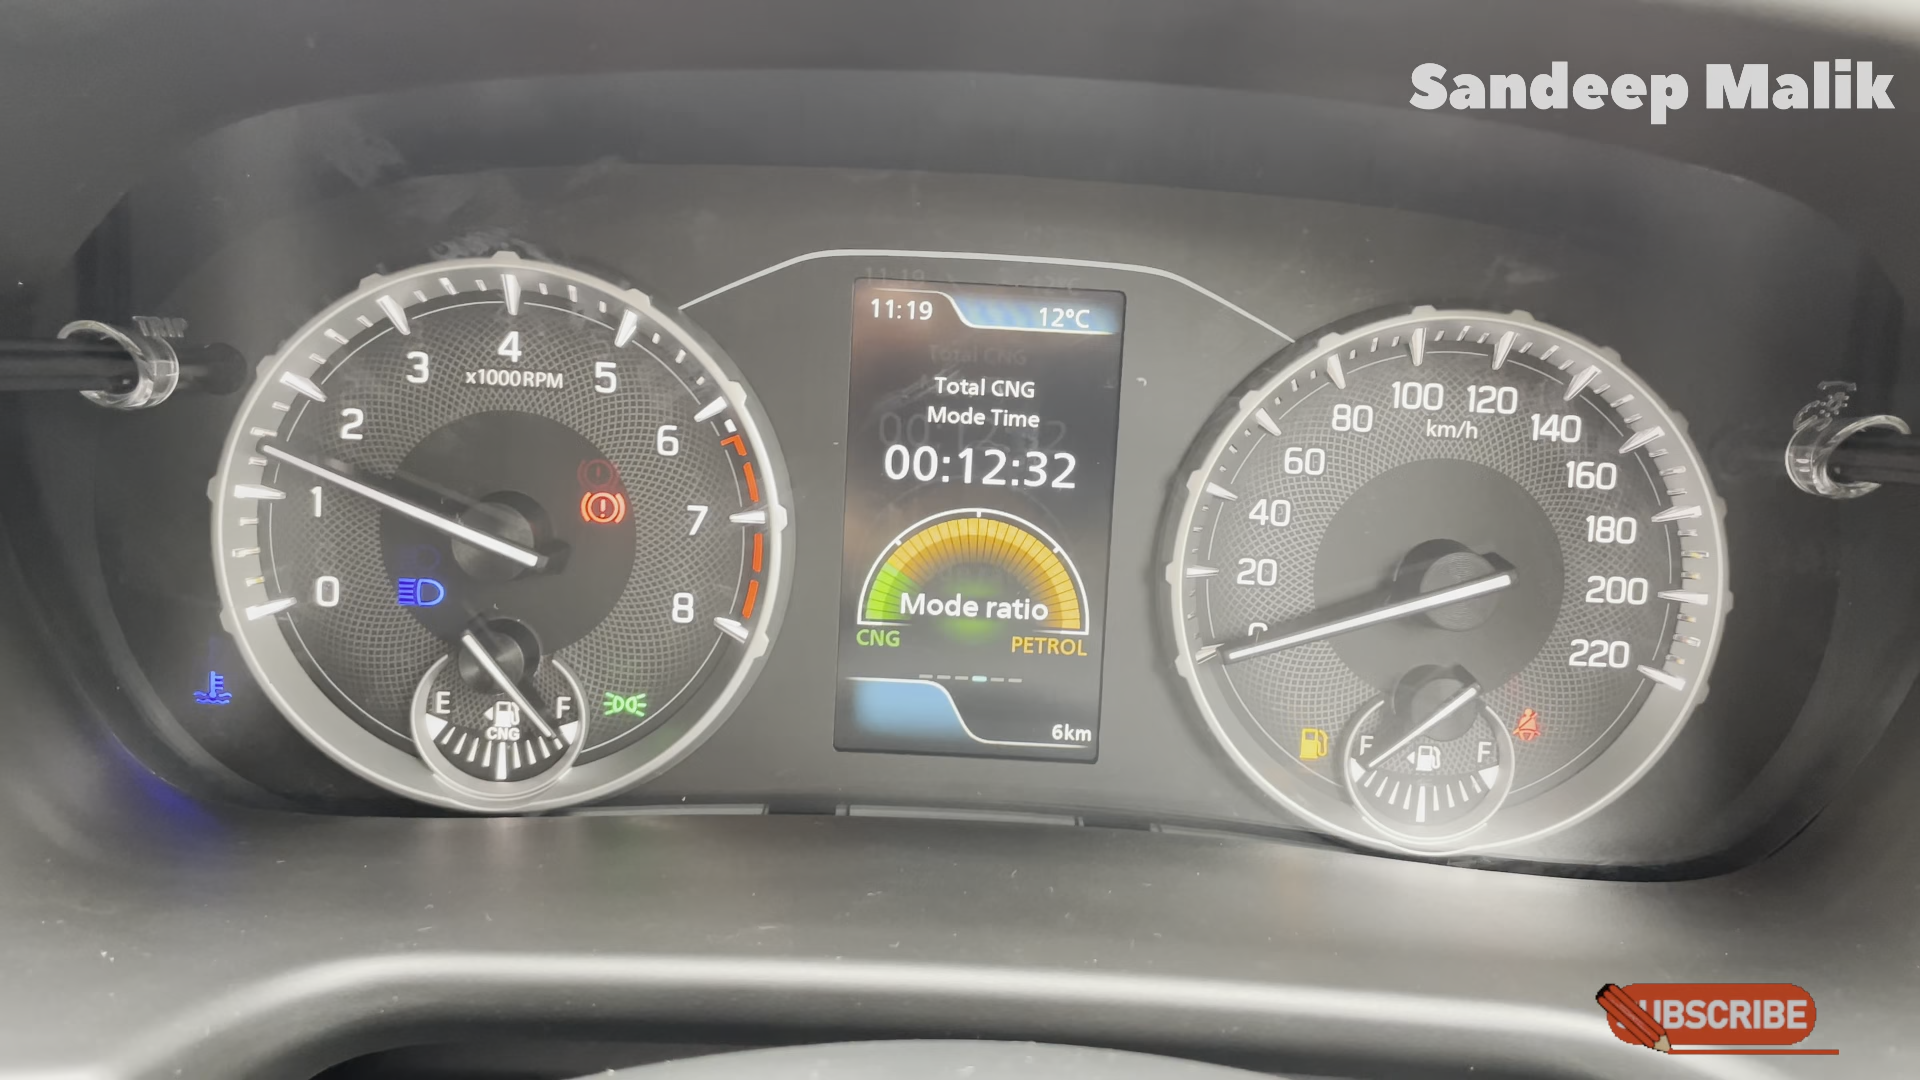 Sandeep Malik
11:19
12°C
Total CNG
Mode Time
00:12:32
Mode ratio
CNG
PETROL
6km
0
1
2
3
4
5
6
7
8
x1000RPM
E
F
CNG
0
20
40
60
80
100
120
140
160
180
200
220
km/h
F
F
UBSCRIBE